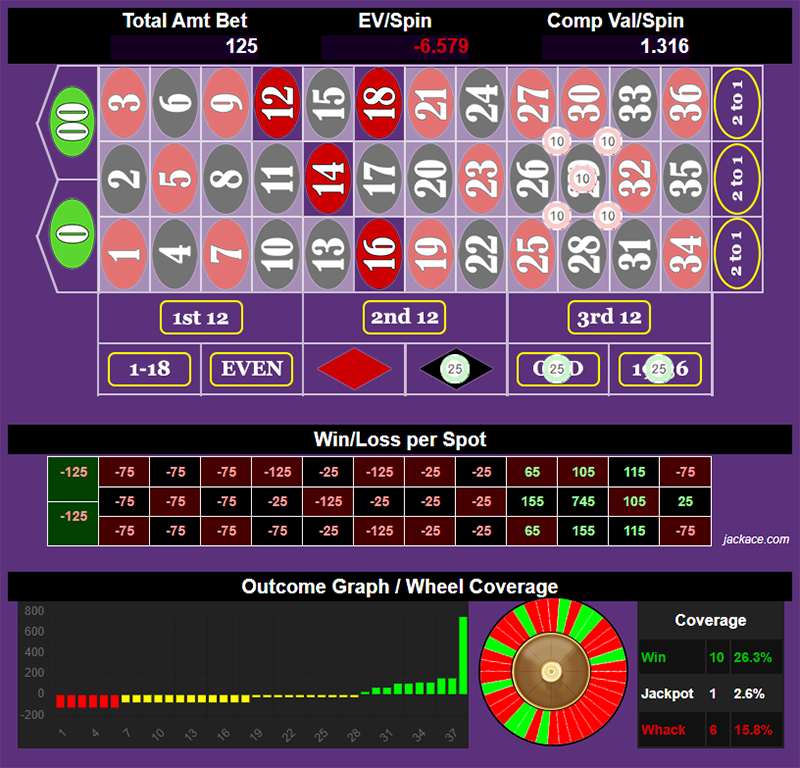 Total Amt Bet EV/Spin Comp Val/Spin
125 -6.579 1.316
00 3 6 9 12 15 18 21 24 27 30 33 36 2 to 1
10 10
2 5 8 11 14 17 20 23 26 10 32 35 2 to 1
10 10
0 1 4 7 10 13 16 19 22 25 28 31 34 2 to 1
1st 12 2nd 12 3rd 12
1-18 EVEN 25 25 25
Win/Loss per Spot
-125 -75 -75 -75 -125 -25 -125 -25 -25 65 105 115 -75
-125 -75 -75 -75 -25 -125 -25 -25 -25 155 745 105 25
-75 -75 -75 -75 -25 -125 -25 -25 65 155 115 -75
jackace.com
Outcome Graph / Wheel Coverage
800
600
400
200
0
-200
1 4 7 10 13 16 19 22 25 28 31 34 37
Coverage
Win 10 26.3%
Jackpot 1 2.6%
Whack 6 15.8%